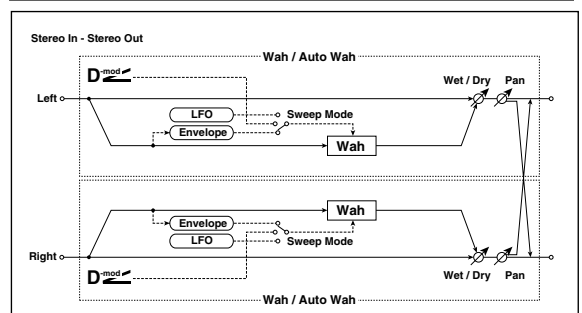 Stereo In - Stereo Out
Wah / Auto Wah
D-mod
Wet / Dry Pan
Left
LFO
Sweep Mode
Envelope
Wah
Wah
Envelope
LFO
Sweep Mode
Right
D-mod
Wet / Dry Pan
Wah / Auto Wah